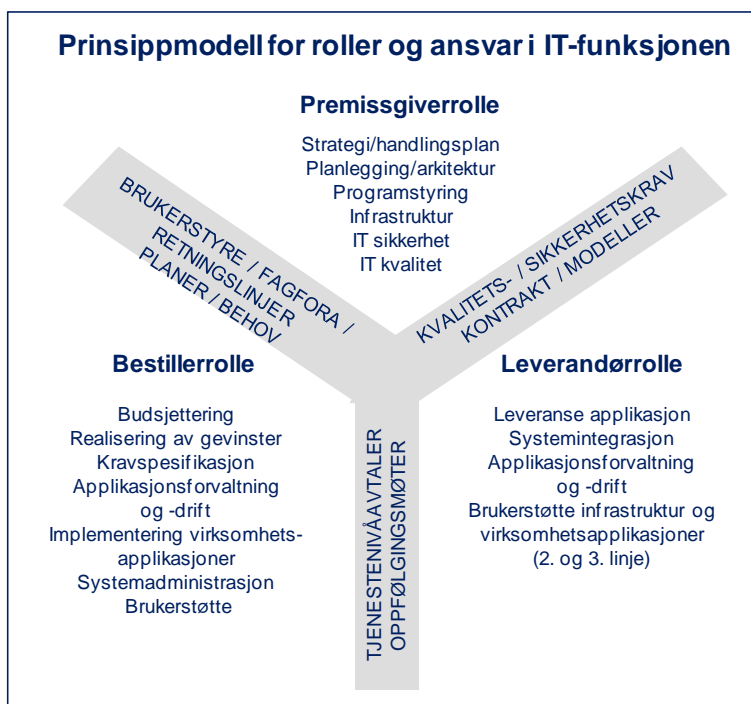 Prinsippmodell for roller og ansvar i IT-funksjonen
Premissgiverrolle
Strategi/handlingsplan
Planlegging/arkitektur
Programstyring
Infrastruktur
IT sikkerhet
IT kvalitet
BRUKERSTYRE / FAGFORA /
RETNINGSLINJER
PLANER / BEHOV
KVALITETS- / SIKKERHETSKRAV
KONTRAKT / MODELLER
Bestillerrolle
Budsjettering
Realisering av gevinster
Kravspesifikasjon
Applikasjonsforvaltning
og -drift
Implementering virksomhets-
applikasjoner
Systemadministrasjon
Brukerstøtte
TJENESTENIVÅAVTALER
OPPFØLGINGSMØTER
Leverandørrolle
Leveranse applikasjon
Systemintegrasjon
Applikasjonsforvaltning
og -drift
Brukerstøtte infrastruktur og
virksomhetsapplikasjoner
(2. og 3. linje)